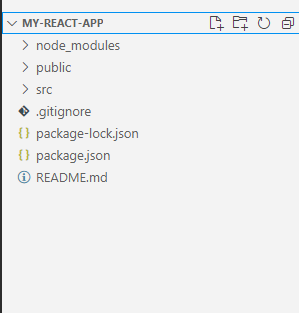 MY-REACT-APP
node_modules
public
src
.gitignore
package-lock.json
package.json
README.md